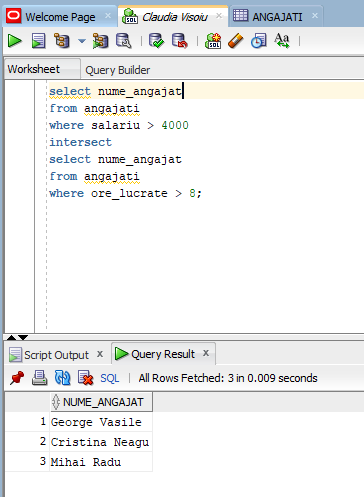 Welcome Page
Claudia Visoiu
ANGAJATI
Worksheet
Query Builder
select nume_angajat
from angajati
where salariu > 4000
intersect
select nume_angajat
from angajati
where ore_lucrate > 8;
Script Output
Query Result
SQL | All Rows Fetched: 3 in 0.009 seconds
NUME_ANGAJAT
1 George Vasile
2 Cristina Neagu
3 Mihai Radu